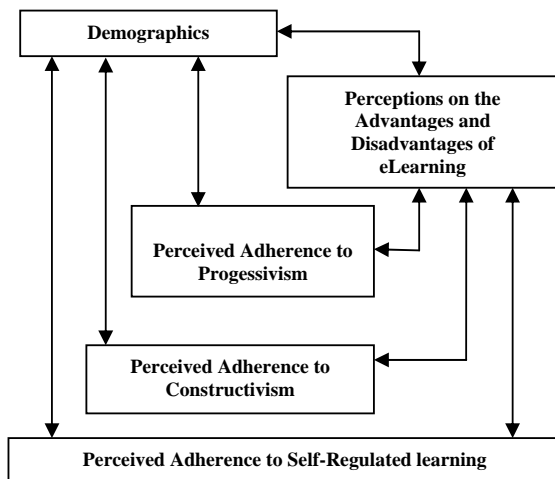 Demographics
Perceptions on the
Advantages and
Disadvantages of
eLearning
Perceived Adherence to
Progessivism
Perceived Adherence to
Constructivism
Perceived Adherence to Self-Regulated learning